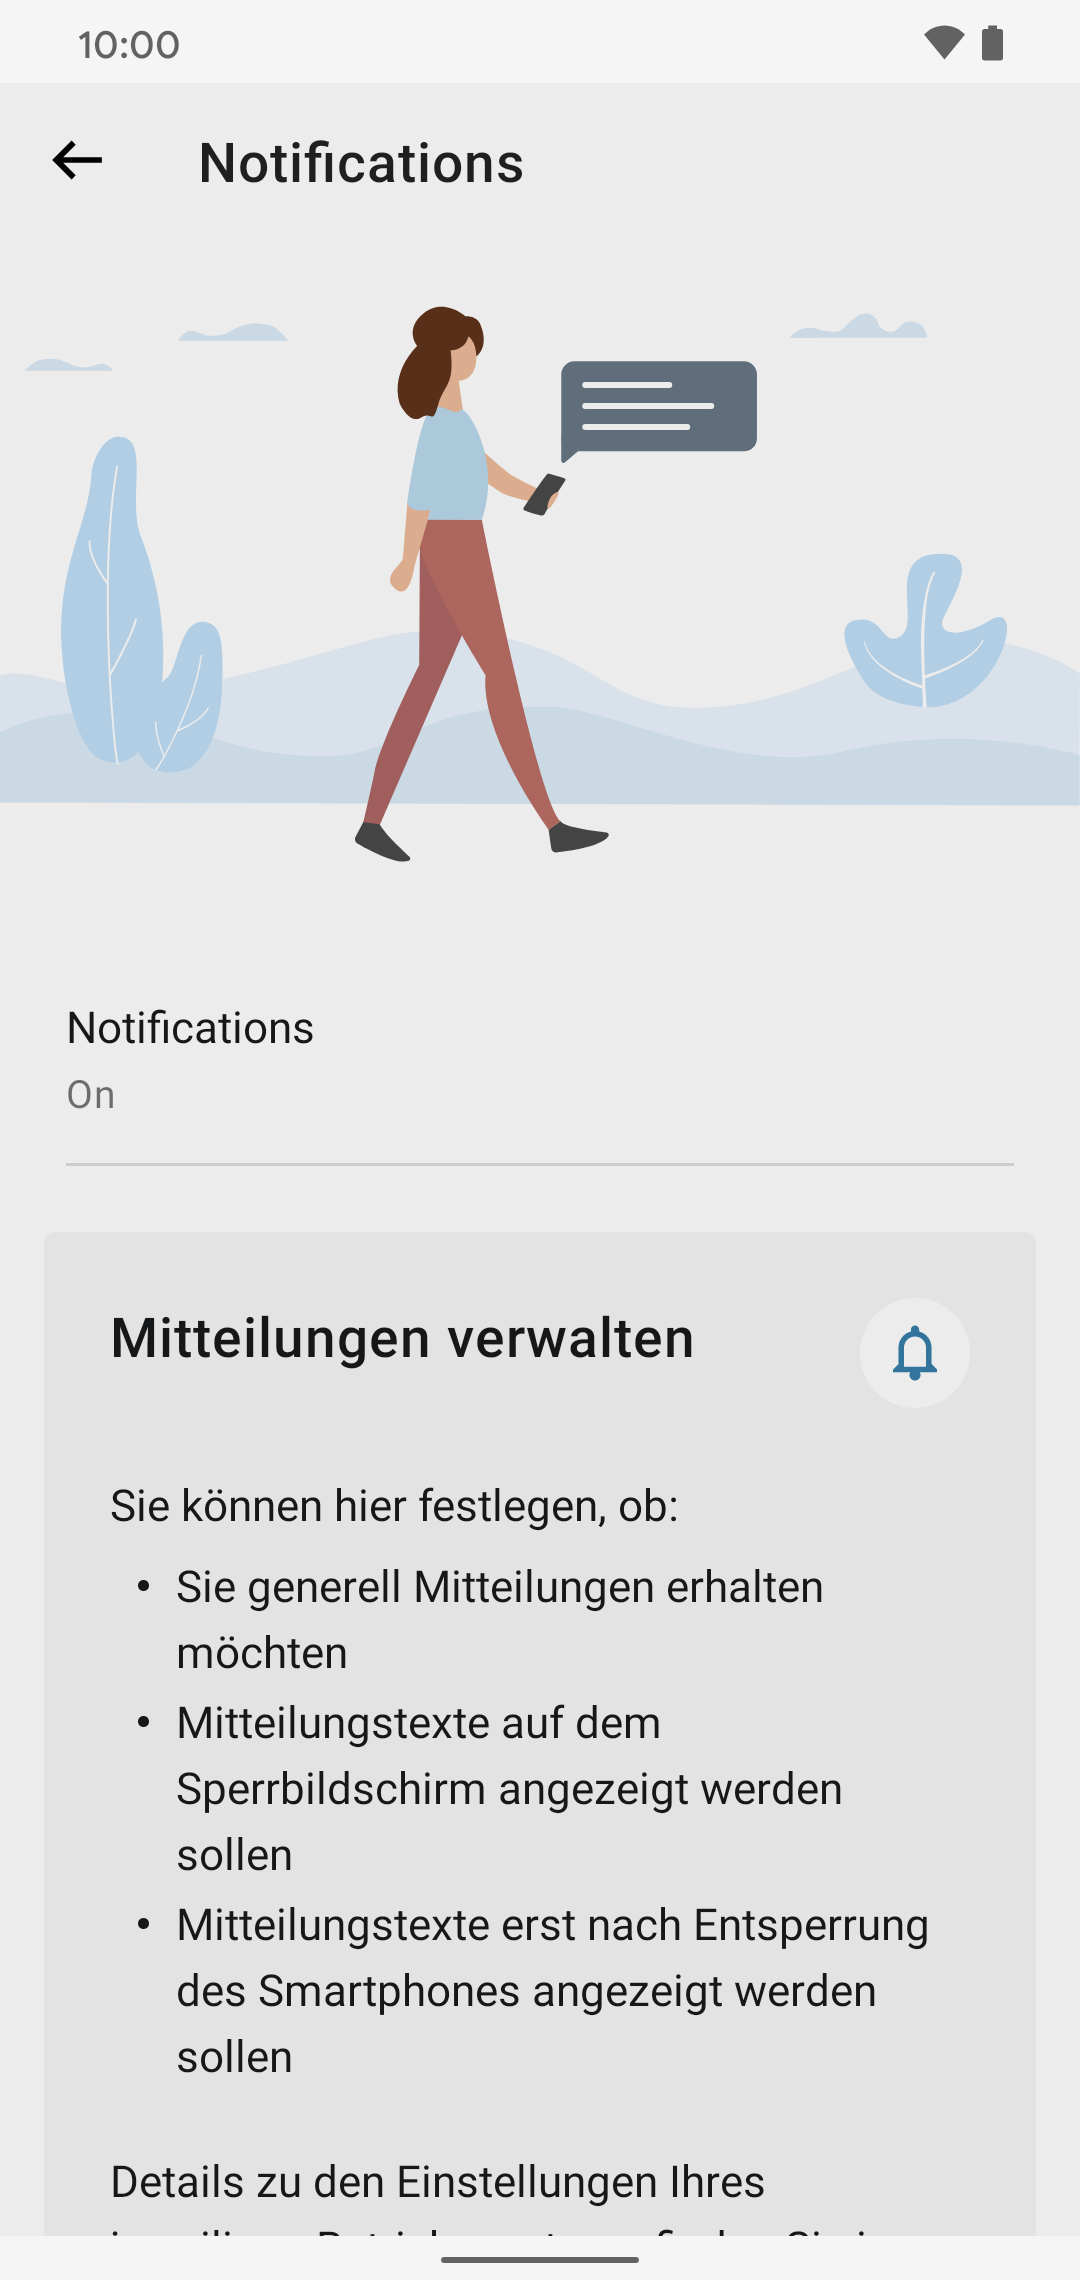 10:00
Notifications
Notifications
On
Mitteilungen verwalten
Sie können hier festlegen, ob:
• Sie generell Mitteilungen erhalten
möchten
• Mitteilungstexte auf dem
Sperrbildschirm angezeigt werden
sollen
• Mitteilungstexte erst nach Entsperrung
des Smartphones angezeigt werden
sollen
Details zu den Einstellungen Ihres